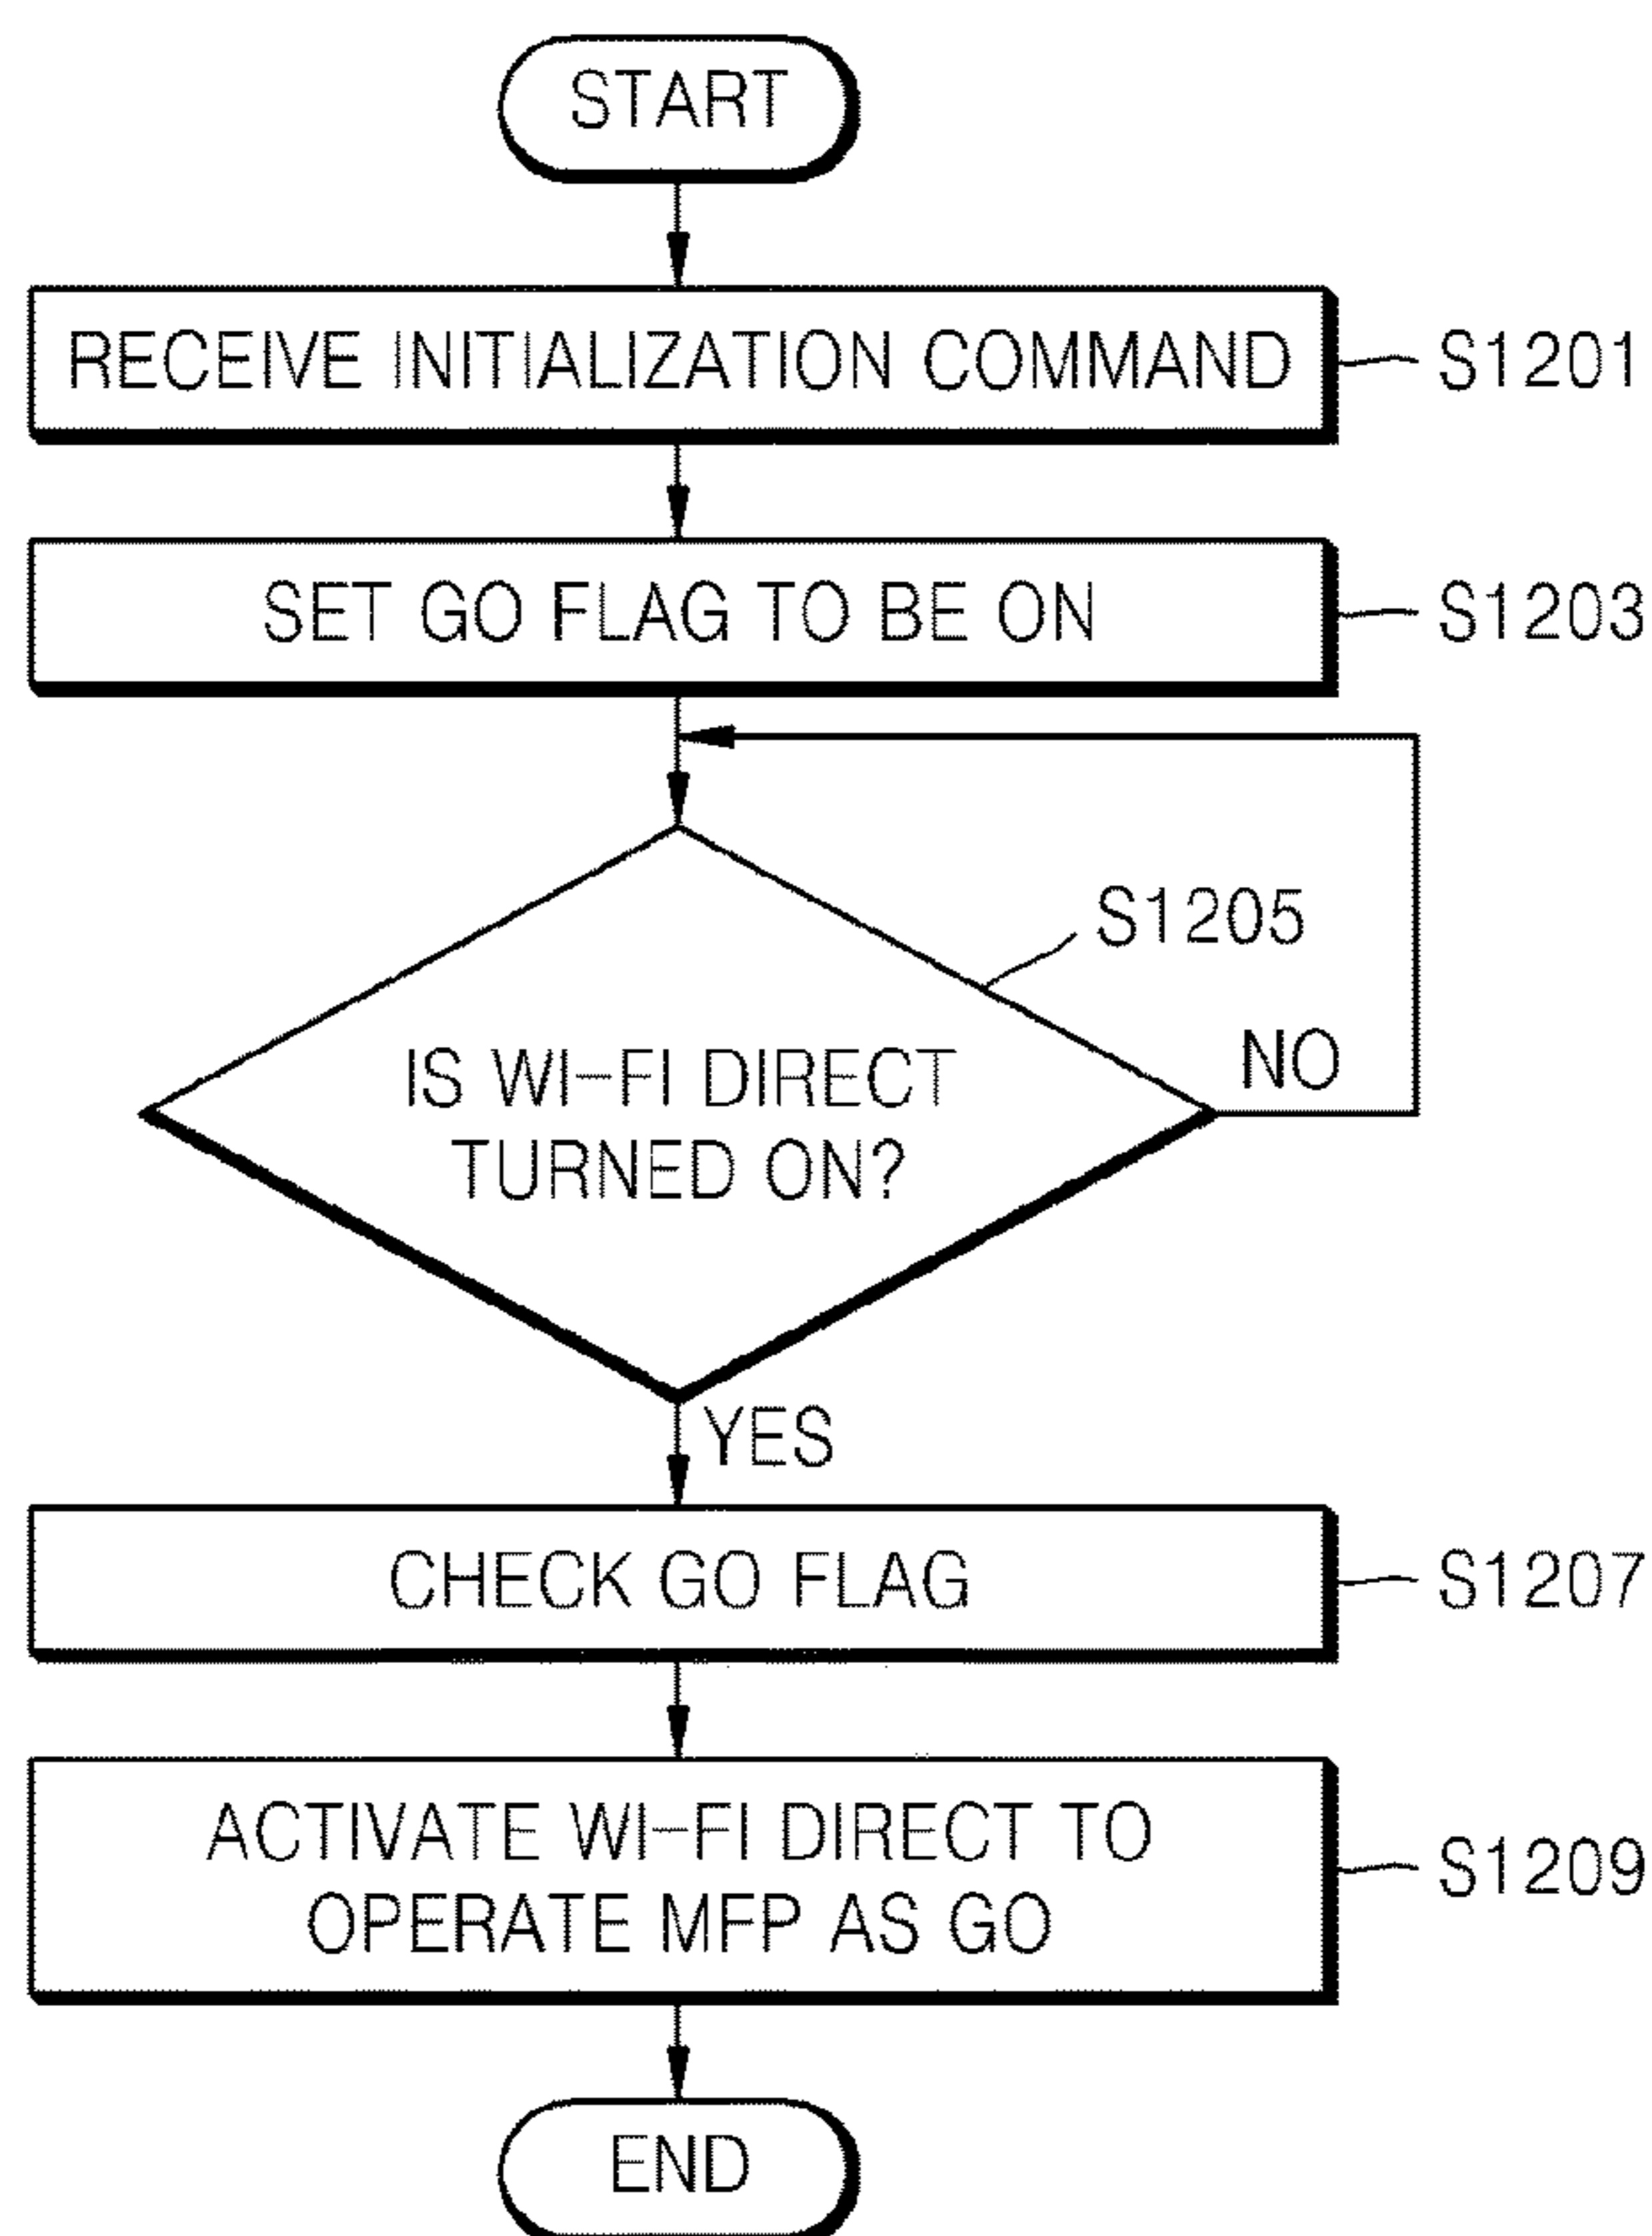 START
RECEIVE INITIALIZATION COMMAND
S1201
SET GO FLAG TO BE ON
S1203
S1205
IS WI-FI DIRECT
TURNED ON?
NO
YES
CHECK GO FLAG
S1207
ACTIVATE WI-FI DIRECT TO
OPERATE MFP AS GO
S1209
END